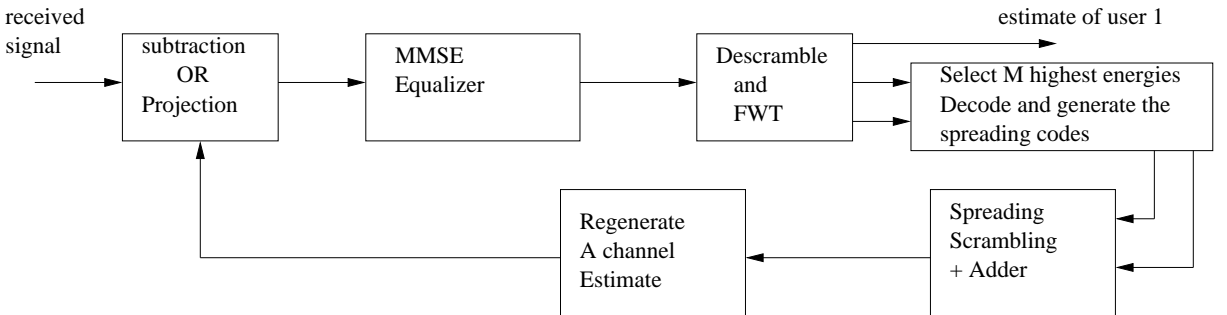 received
signal
estimate of user 1
subtraction
OR
Projection
MMSE
Equalizer
Descramble
and
FWT
Select M highest energies
Decode and generate the
spreading codes
Regenerate
A channel
Estimate
Spreading
Scrambling
+ Adder